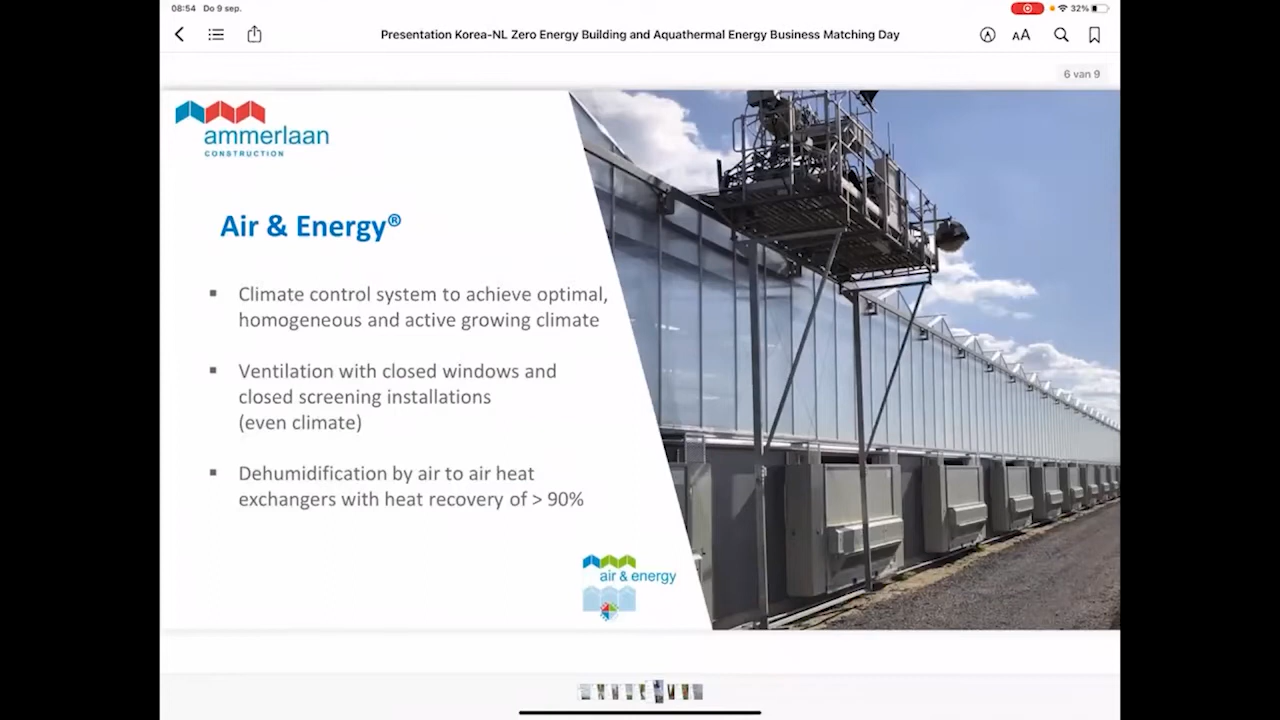 08:54 Do 9 sep.
32%
Presentation Korea-NL Zero Energy Building and Aquathermal Energy Business Matching Day
AA
6 van 9
ammerlaan
CONSTRUCTION
Air & Energy®
▪ Climate control system to achieve optimal,
homogeneous and active growing climate
▪ Ventilation with closed windows and
closed screening installations
(even climate)
▪ Dehumidification by air to air heat
exchangers with heat recovery of > 90%
air & energy